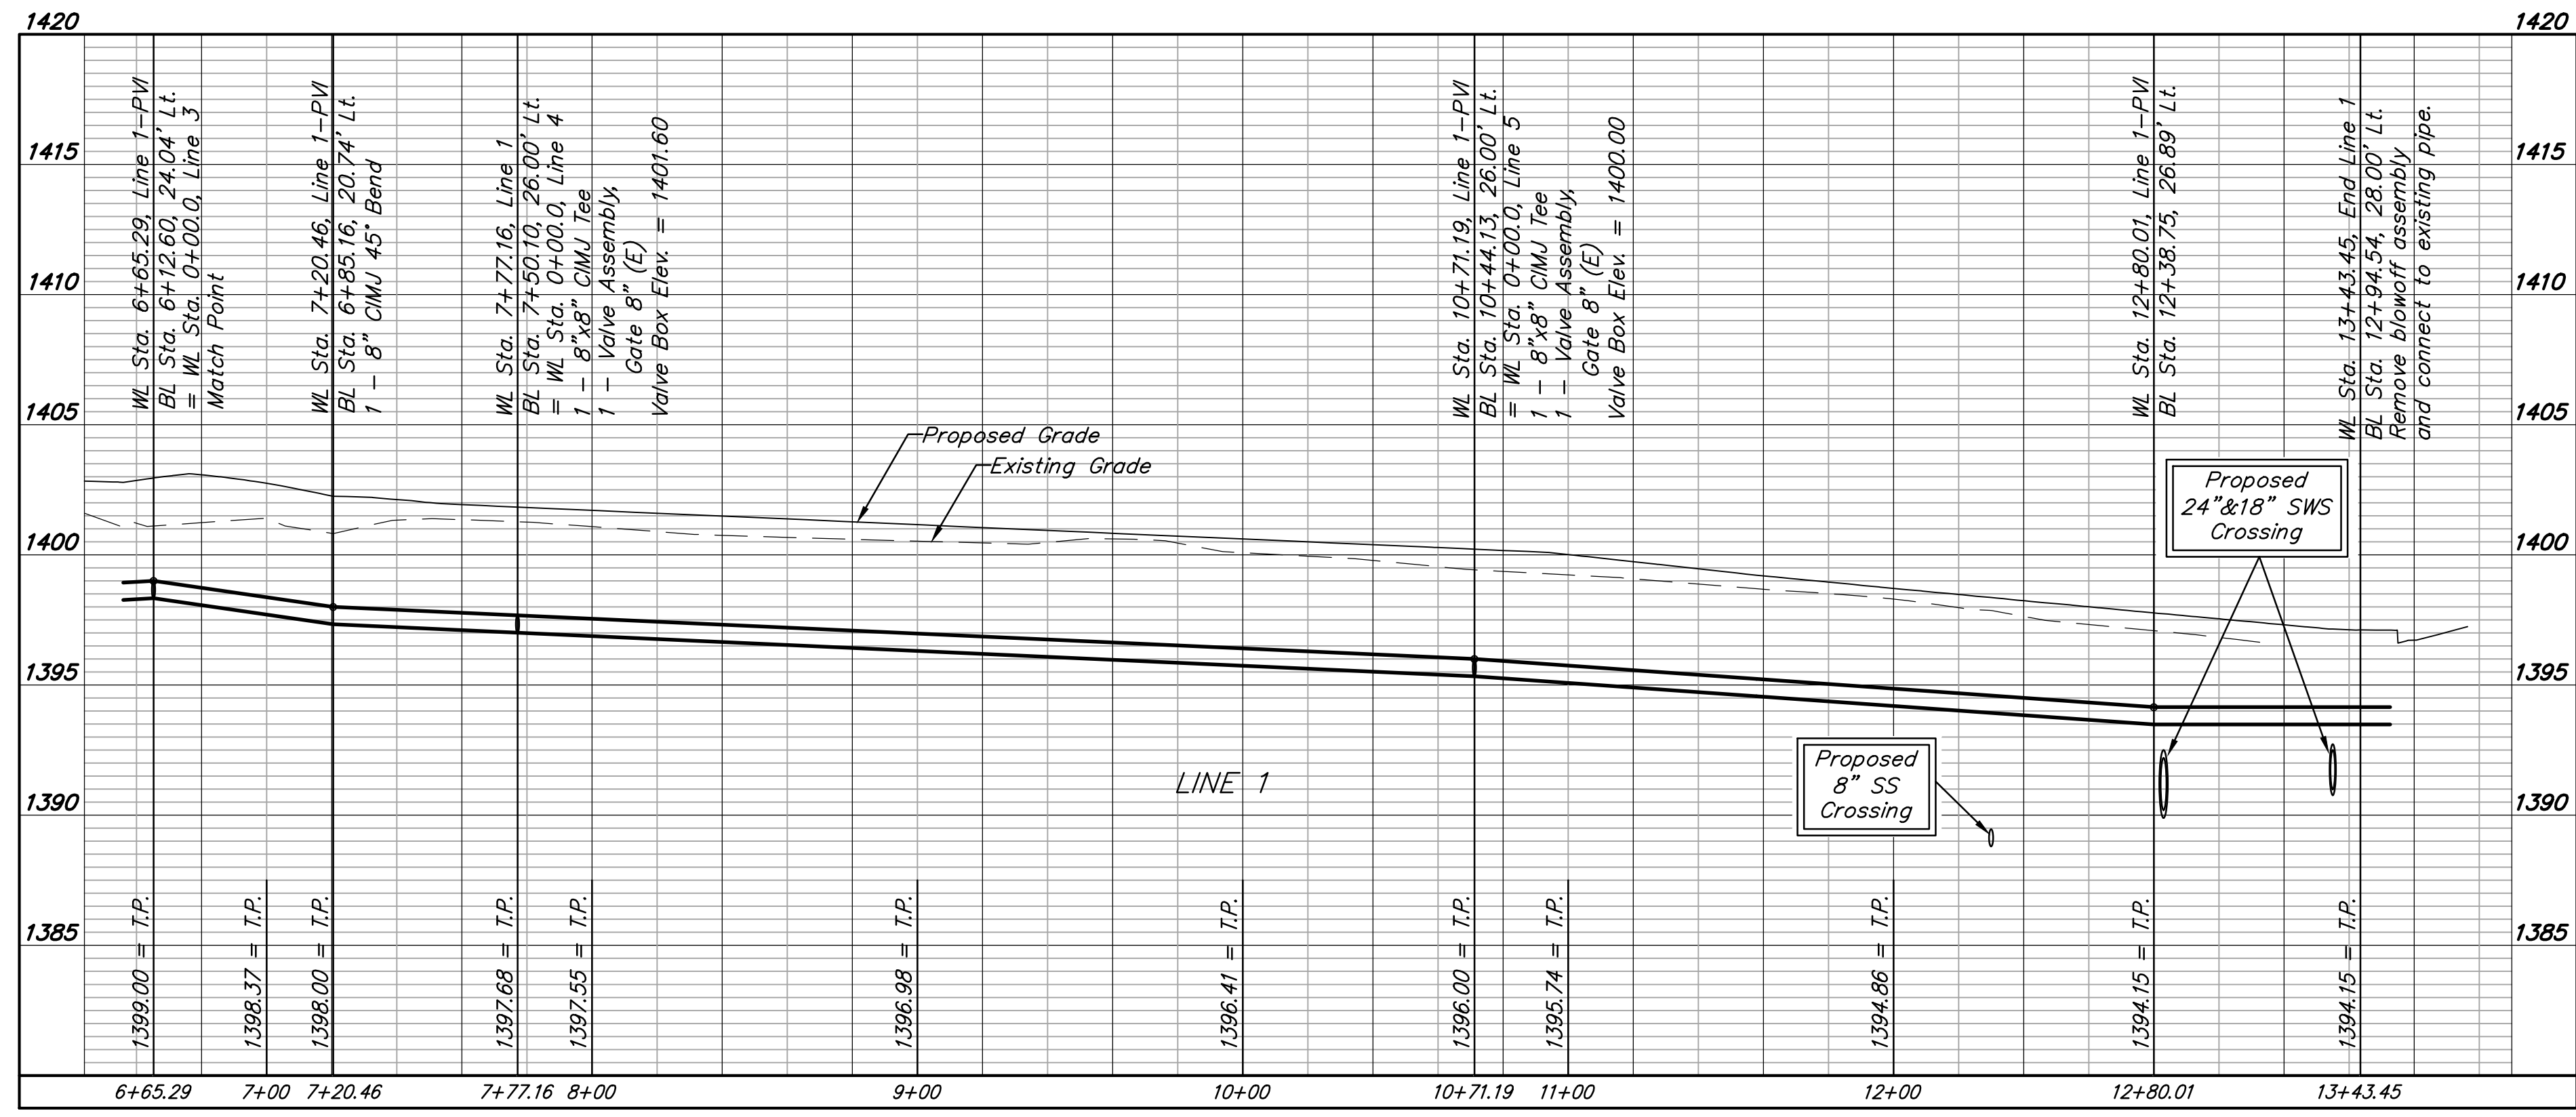 1420
1420
1415
1415
1410
1410
1405
1405
1400
1400
1395
1395
1390
1390
1385
1385
WL Sta. 6+65.29, Line 1-PVI
BL Sta. 6+12.60, 24.04' Lt.
= WL Sta. 0+00.0, Line 3
Match Point
WL Sta. 7+20.46, Line 1-PVI
BL Sta. 6+85.16, 20.74' Lt.
1 - 8" CIMJ 45° Bend
WL Sta. 7+77.16, Line 1
BL Sta. 7+50.10, 26.00' Lt.
= WL Sta. 0+00.0, Line 4
1 - 8"x8" CIMJ Tee
1 - Valve Assembly,
Gate 8" (E)
Valve Box Elev. = 1401.60
WL Sta. 10+71.19, Line 1-PVI
BL Sta. 10+44.13, 26.00' Lt.
= WL Sta. 0+00.0, Line 5
1 - 8"x8" CIMJ Tee
1 - Valve Assembly,
Gate 8" (E)
Valve Box Elev. = 1400.00
WL Sta. 12+80.01, Line 1-PVI
BL Sta. 12+38.75, 26.89' Lt.
WL Sta. 13+43.45, End Line 1
BL Sta. 12+94.54, 28.00' Lt.
Remove blowoff assembly
and connect to existing pipe.
Proposed Grade
Existing Grade
Proposed
24"&18" SWS
Crossing
Proposed
8" SS
Crossing
LINE 1
1399.00 = T.P.
1398.37 = T.P.
1398.00 = T.P.
1397.68 = T.P.
1397.55 = T.P.
1396.98 = T.P.
1396.41 = T.P.
1396.00 = T.P.
1395.74 = T.P.
1394.86 = T.P.
1394.15 = T.P.
1394.15 = T.P.
6+65.29 7+00 7+20.46 7+77.16 8+00 9+00 10+00 10+71.19 11+00 12+00 12+80.01 13+43.45